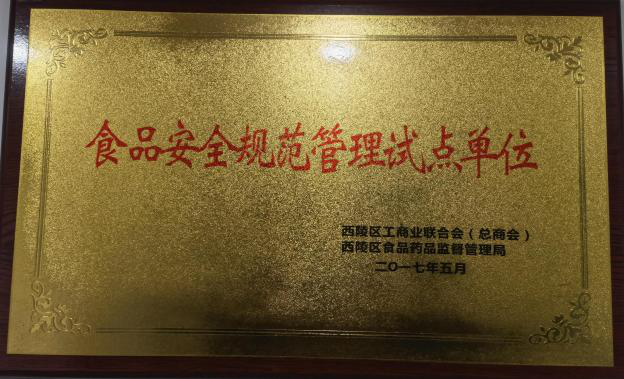 食品安全规范管理试点单位
西陵区工商业联合会（总商会）
西陵区食品药品监督管理局
二〇一七年五月